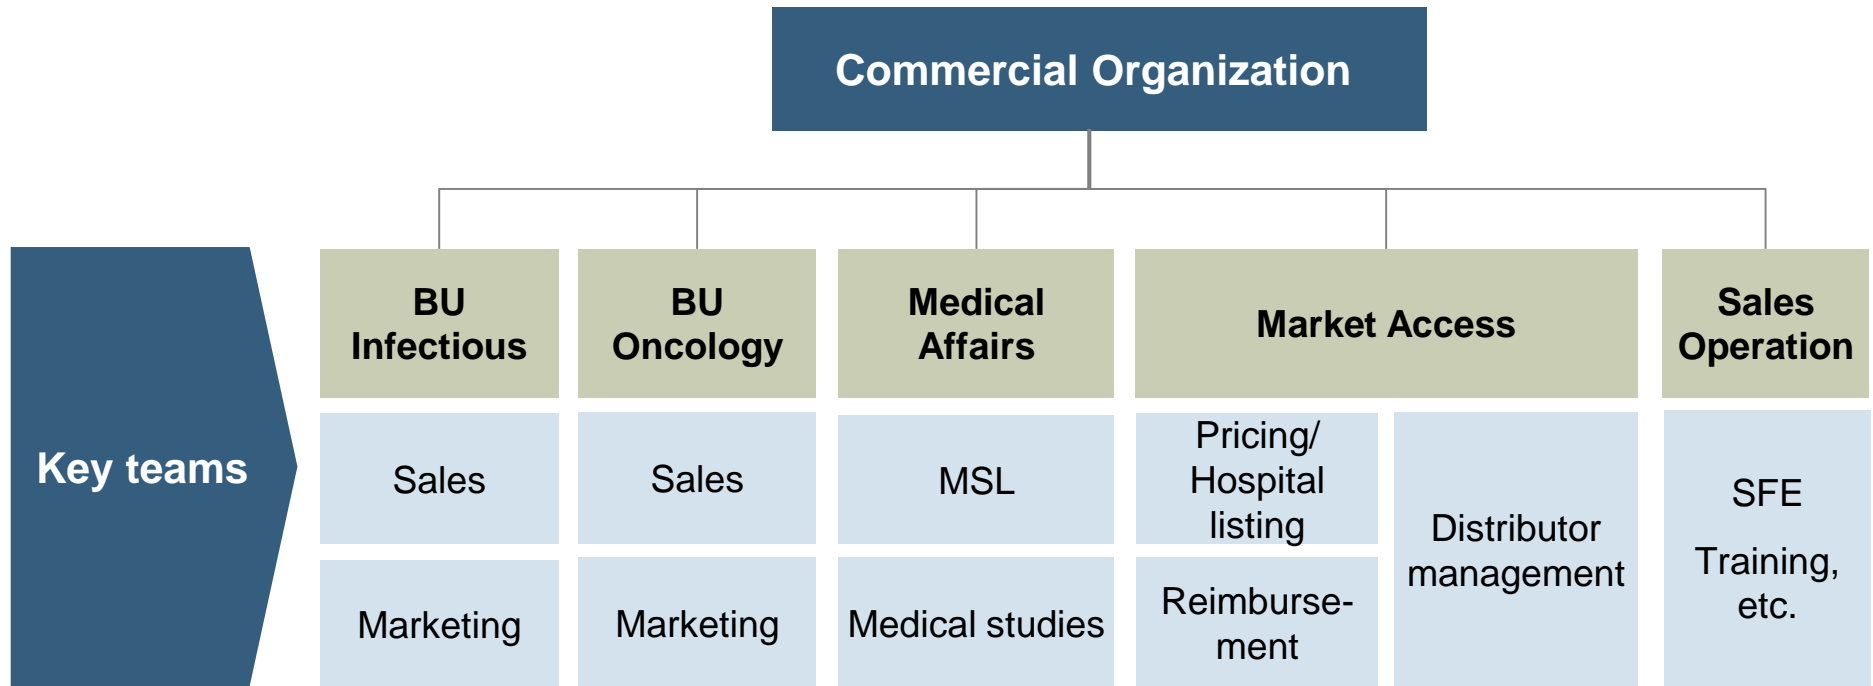 Commercial Organization
Key teams
BU
Infectious
BU
Oncology
Medical
Affairs
Market Access
Sales
Operation
Sales
Sales
MSL
Pricing/
Hospital
listing
Distributor
management
SFE
Training,
etc.
Marketing
Marketing
Medical studies
Reimburse-
ment